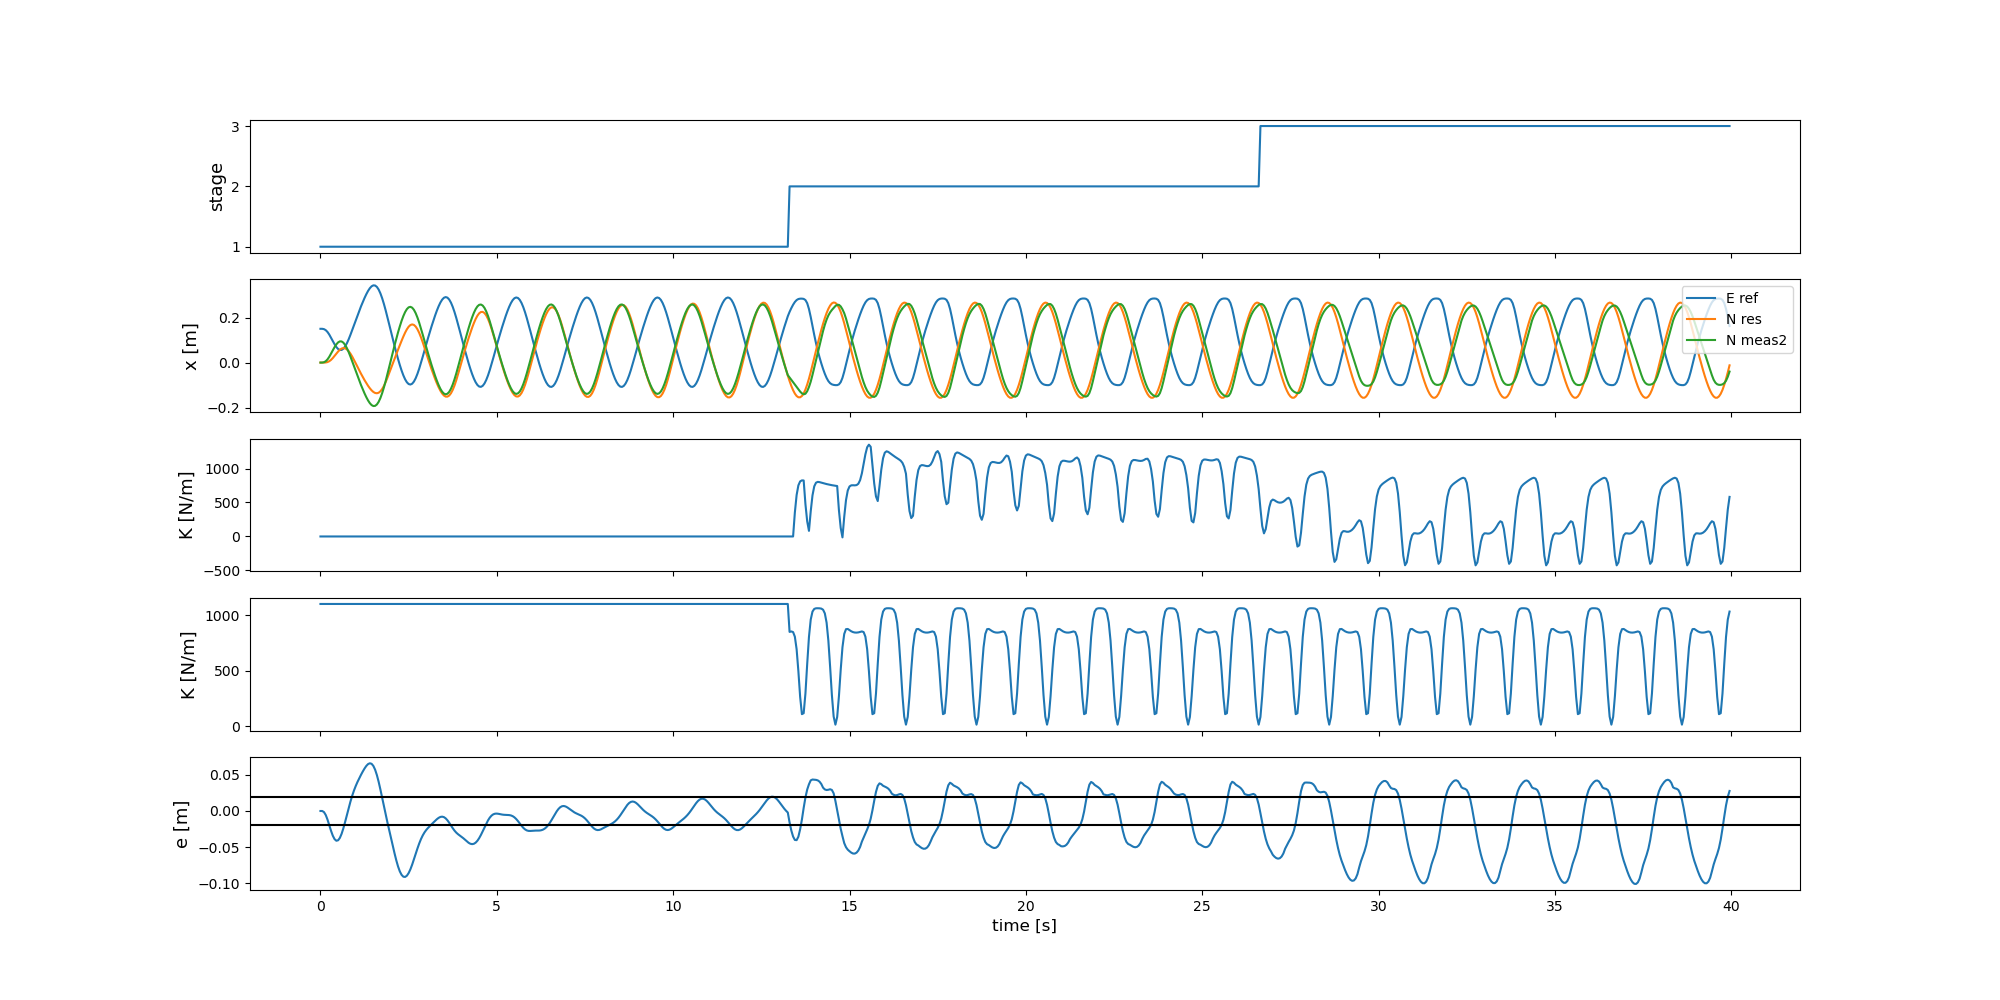 3
2
1
stage
0.2
0.0
−0.2
x [m]
E ref
N res
N meas2
1000
500
0
−500
K [N/m]
1000
500
0
K [N/m]
0.05
0.00
−0.05
−0.10
e [m]
0 5 10 15 20 25 30 35 40
time [s]